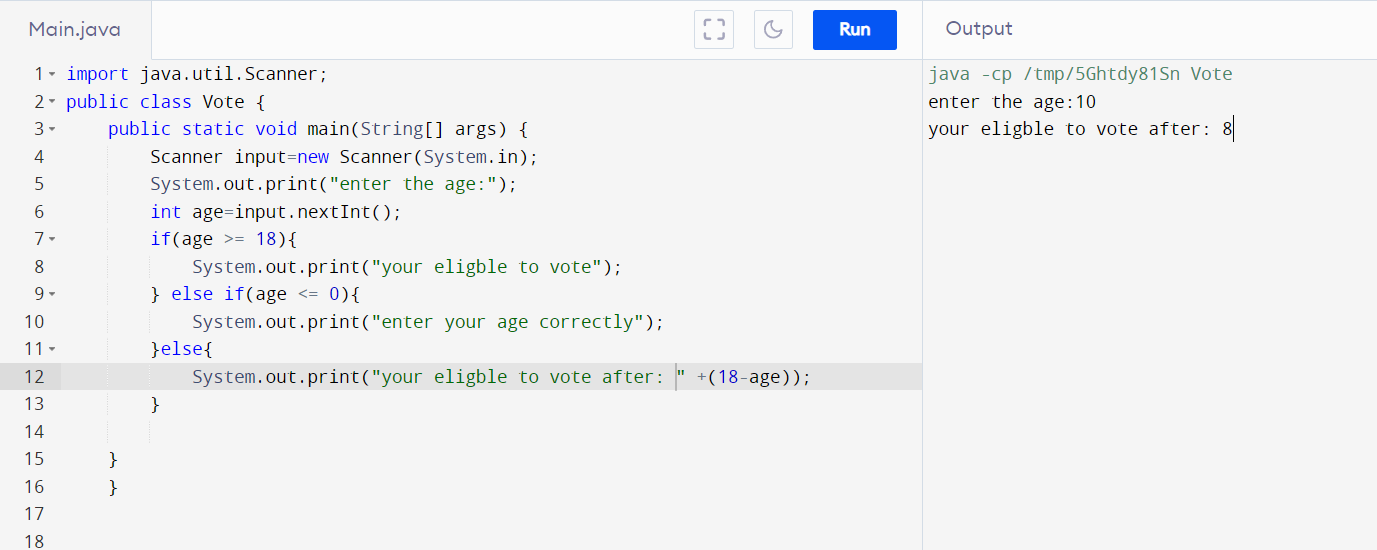 Main.java
Run
Output
1 import java.util.Scanner;
2 public class Vote {
3     public static void main(String[] args) {
4         Scanner input=new Scanner(System.in);
5         System.out.print("enter the age:");
6         int age=input.nextInt();
7         if(age >= 18){
8             System.out.print("your eligble to vote");
9         } else if(age <= 0){
10             System.out.print("enter your age correctly");
11         }else{
12             System.out.print("your eligble to vote after: " +(18-age));
13         }
14
15     }
16     }
17
18
java -cp /tmp/5Ghtdy81Sn Vote
enter the age:10
your eligble to vote after: 8